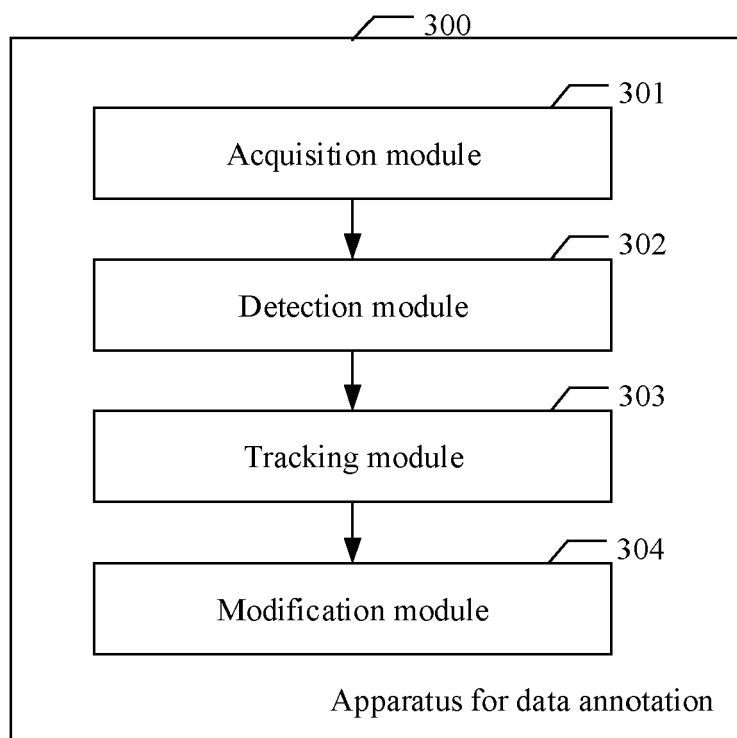 300
301
Acquisition module
302
Detection module
303
Tracking module
304
Modification module
Apparatus for data annotation